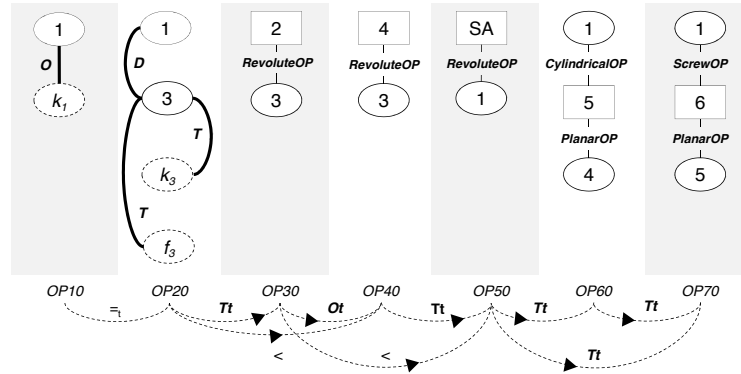 1 1 2 4 SA 1 1
O D RevoluteOP RevoluteOP RevoluteOP CylindricalOP ScrewOP
k1 3 3 3 1 5 6
T PlanarOP PlanarOP
k3 4 5
T
f3
OP10 OP20 OP30 OP40 OP50 OP60 OP70
=t Tt Ot Tt Tt Tt
< < Tt